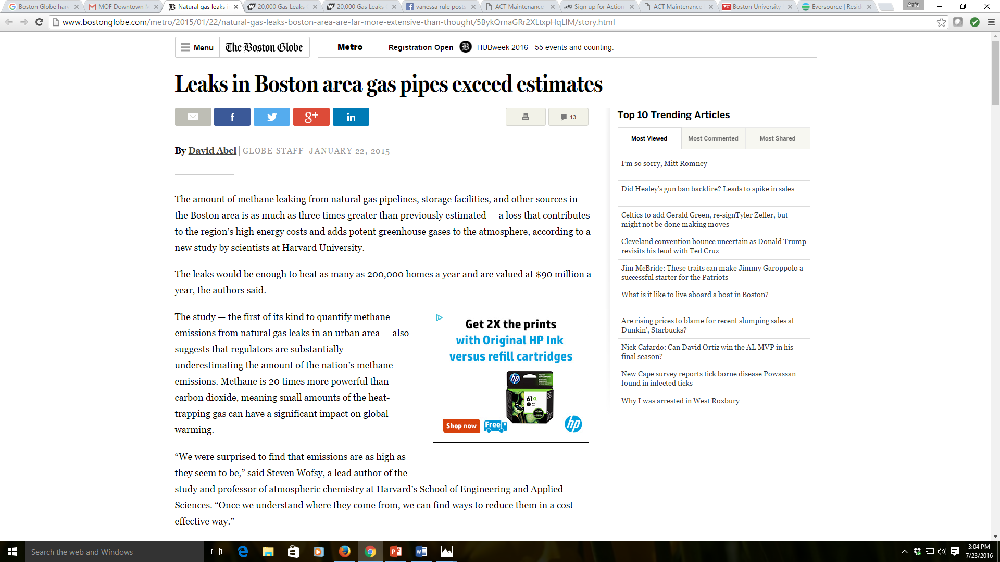 Boston Globe har
MOF Downtown M
Natural gas leaks i
20,000 Gas Leaks
20,000 Gas Leaks
vanessa rule posts
ACT Maintenance
Sign up for Action
ACT Maintenance
BU Boston University
Eversource | Resid
Ania
www.bostonglobe.com/metro/2015/01/22/natural-gas-leaks-boston-area-are-far-more-extensive-than-thought/5BykQrnaGRr2XLtxpHqLIM/story.html
Menu
The Boston Globe
Metro
Registration Open
B
HUBweek 2016 - 55 events and counting.
Leaks in Boston area gas pipes exceed estimates
f
g+
in
13
By David Abel | GLOBE STAFF JANUARY 22, 2015
The amount of methane leaking from natural gas pipelines, storage facilities, and other sources in
the Boston area is as much as three times greater than previously estimated — a loss that contributes
to the region’s high energy costs and adds potent greenhouse gases to the atmosphere, according to a
new study by scientists at Harvard University.
The leaks would be enough to heat as many as 200,000 homes a year and are valued at $90 million a
year, the authors said.
The study — the first of its kind to quantify methane
emissions from natural gas leaks in an urban area — also
suggests that regulators are substantially
underestimating the amount of the nation’s methane
emissions. Methane is 20 times more powerful than
carbon dioxide, meaning small amounts of the heat-
trapping gas can have a significant impact on global
warming.
“We were surprised to find that emissions are as high as
they seem to be,” said Steven Wofsy, a lead author of the
study and professor of atmospheric chemistry at Harvard’s School of Engineering and Applied
Sciences. “Once we understand where they come from, we can find ways to reduce them in a cost-
effective way.”
Get 2X the prints
with Original HP Ink
versus refill cartridges
hp
61XL
Shop now
Free
hp
Top 10 Trending Articles
Most Viewed
Most Commented
Most Shared
I’m so sorry, Mitt Romney
Did Healey’s gun ban backfire? Leads to spike in sales
Celtics to add Gerald Green, re-signTyler Zeller, but
might not be done making moves
Cleveland convention bounce uncertain as Donald Trump
revisits his feud with Ted Cruz
Jim McBride: These traits can make Jimmy Garoppolo a
successful starter for the Patriots
What is it like to live aboard a boat in Boston?
Are rising prices to blame for recent slumping sales at
Dunkin’, Starbucks?
Nick Cafardo: Can David Ortiz win the AL MVP in his
final season?
New Cape survey reports tick borne disease Powassan
found in infected ticks
Why I was arrested in West Roxbury
Search the web and Windows
3:04 PM
7/23/2016